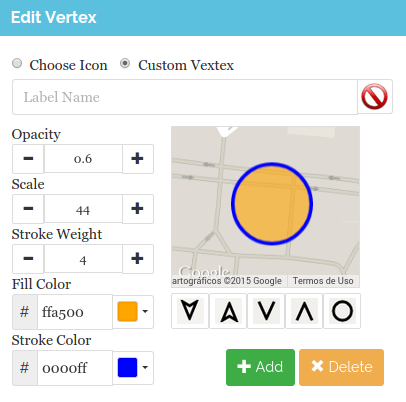 Edit Vertex
Choose Icon Custom Vextex
Label Name
Opacity
0.6
Scale
44
Stroke Weight
4
Fill Color
# ffa500
Stroke Color
# 0000ff
Google
artográficos ©2015 Google Termos de Uso
Add Delete